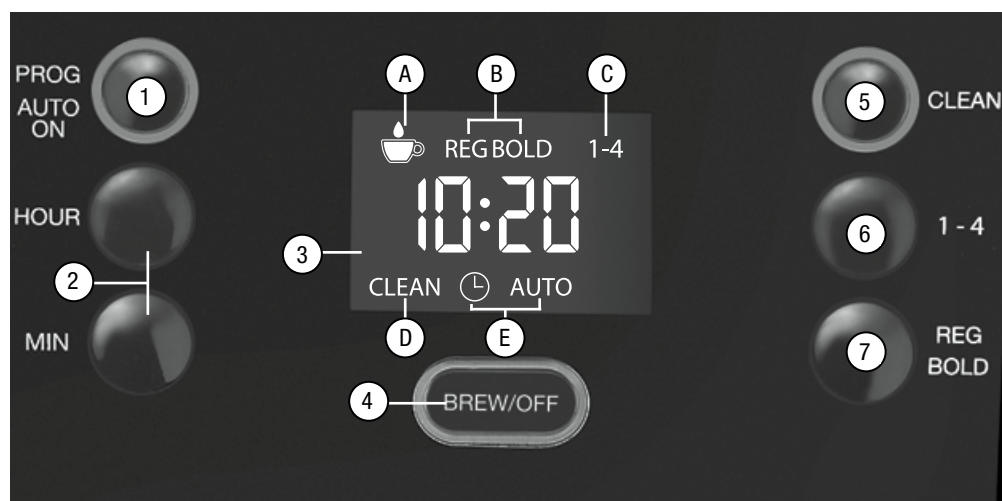 PROG
AUTO
ON
1
HOUR
2
MIN
A
B
C
REG BOLD
1-4
10:20
3
CLEAN
AUTO
D
E
4
BREW/OFF
5
CLEAN
6
1 - 4
7
REG
BOLD